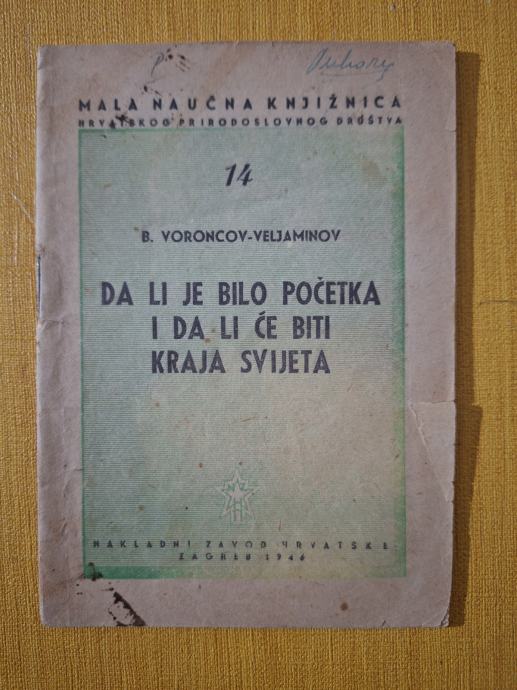 MALA NAUČNA KNJIŽNICA
HRVATSKOG PRIRODOSLOVNOG DRUŠTVA
14
B. VORONCOV-VELJAMINOV
DA LI JE BILO POČETKA
I DA LI ĆE BITI
KRAJA SVIJETA
NAKLADNI ZAVOD HRVATSKE
ZAGREB 1946